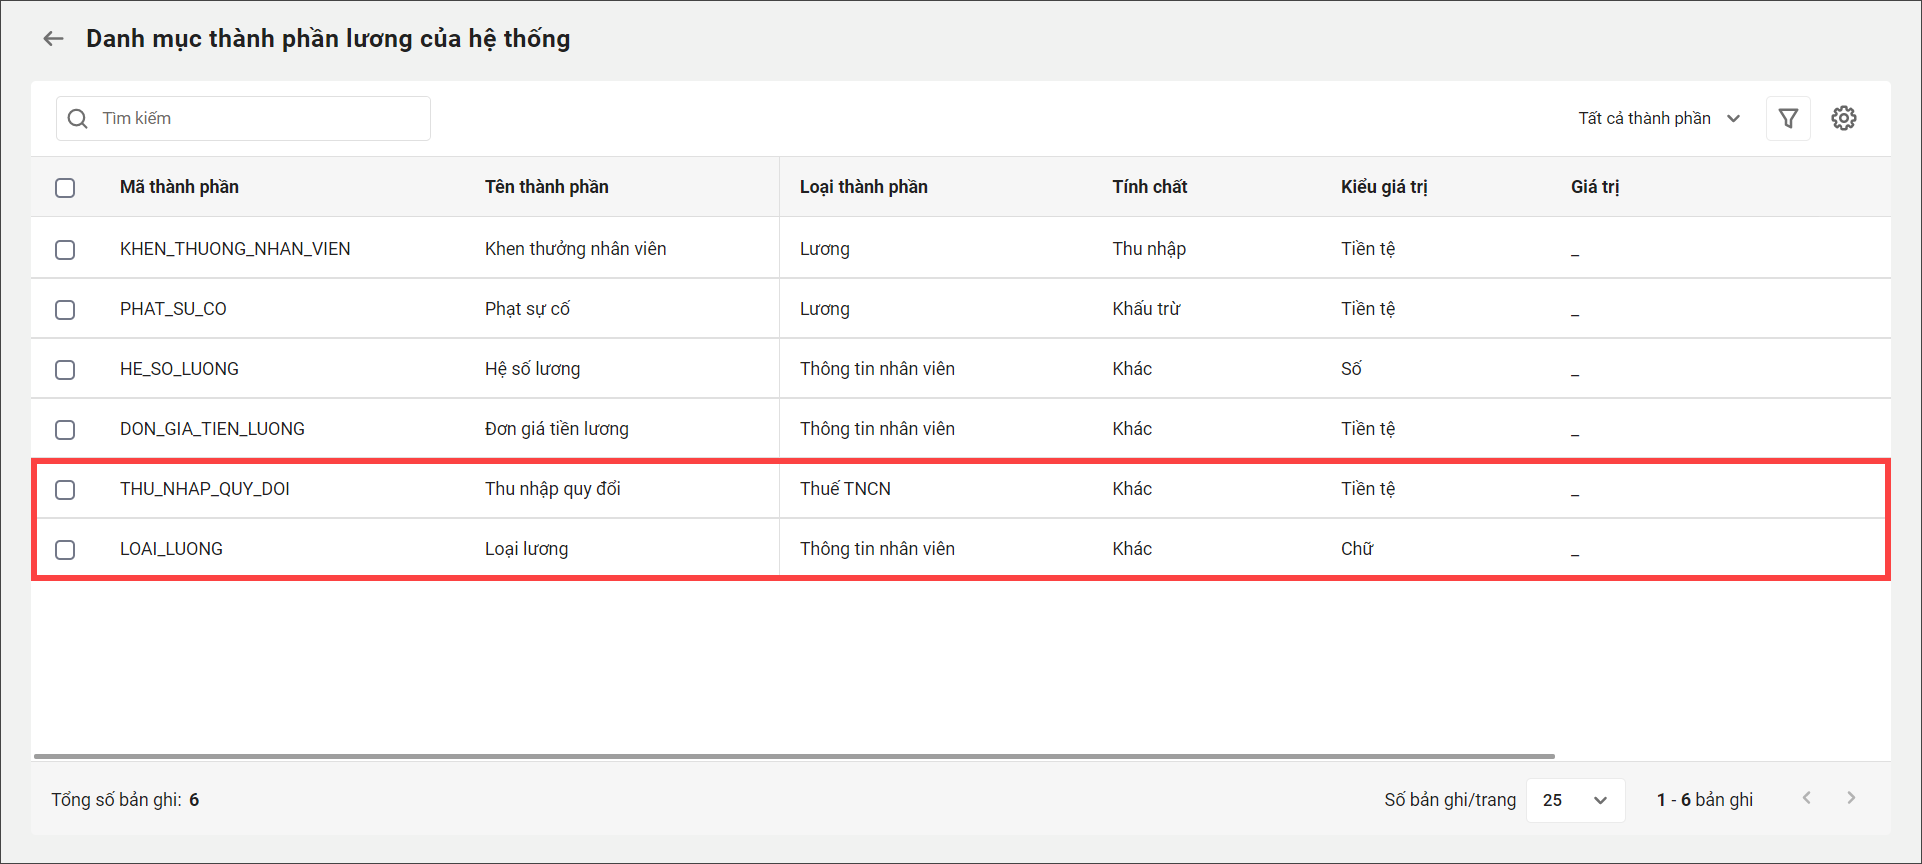 Danh mục thành phần lương của hệ thống
Tìm kiếm
Tất cả thành phần
Mã thành phần Tên thành phần Loại thành phần Tính chất Kiểu giá trị Giá trị
KHEN_THUONG_NHAN_VIEN Khen thưởng nhân viên Lương Thu nhập Tiền tệ _
PHAT_SU_CO Phạt sự cố Lương Khấu trừ Tiền tệ _
HE_SO_LUONG Hệ số lương Thông tin nhân viên Khác Số _
DON_GIA_TIEN_LUONG Đơn giá tiền lương Thông tin nhân viên Khác Tiền tệ _
THU_NHAP_QUY_DOI Thu nhập quy đổi Thuế TNCN Khác Tiền tệ _
LOAI_LUONG Loại lương Thông tin nhân viên Khác Chữ _
Tổng số bản ghi: 6 Số bản ghi/trang 25 1 - 6 bản ghi